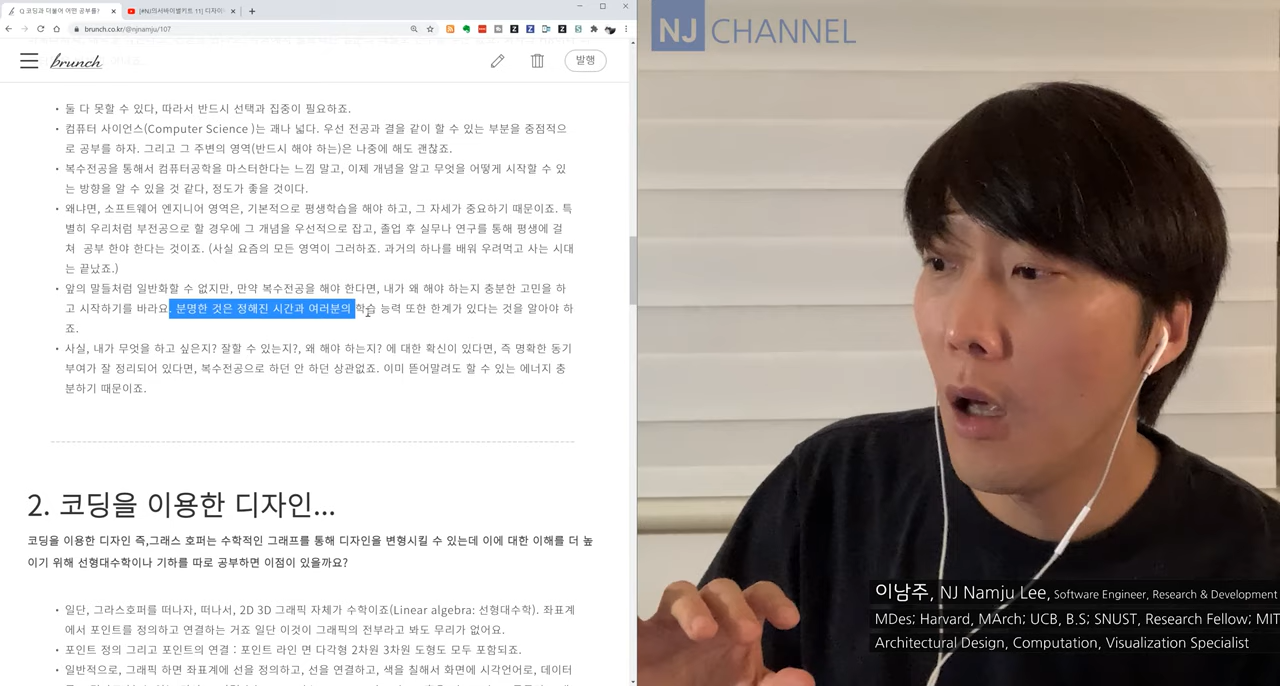 Q 코딩과 더불어 어떤 공부를?
[#NJ의서바이벌키트 11] 디자이
brunch.co.kr/@njnamju/107
brunch
발행
• 둘 다 못할 수 있다, 따라서 반드시 선택과 집중이 필요하죠.
• 컴퓨터 사이언스(Computer Science )는 꽤나 넓다. 우선 전공과 결을 같이 할 수 있는 부분을 중점적으
로 공부를 하자. 그리고 그 주변의 영역(반드시 해야 하는)은 나중에 해도 괜찮죠.
• 복수전공을 통해서 컴퓨터공학을 마스터한다는 느낌 말고, 이제 개념을 알고 무엇을 어떻게 시작할 수 있
는 방향을 알 수 있을 것 같다, 정도가 좋을 것이다.
• 왜냐면, 소프트웨어 엔지니어 영역은, 기본적으로 평생학습을 해야 하고, 그 자세가 중요하기 때문이죠. 특
별히 우리처럼 부전공으로 할 경우에 그 개념을 우선적으로 잡고, 졸업 후 실무나 연구를 통해 평생에 걸
쳐 공부 한야 한다는 것이죠. (사실 요즘의 모든 영역이 그러하죠. 과거의 하나를 배워 우려먹고 사는 시대
는 끝났죠.)
• 앞의 말들처럼 일반화할 수 없지만, 만약 복수전공을 해야 한다면, 내가 왜 해야 하는지 충분한 고민을 하
고 시작하기를 바라요. 분명한 것은 정해진 시간과 여러분의 학습 능력 또한 한계가 있다는 것을 알아야 하
죠.
• 사실, 내가 무엇을 하고 싶은지? 잘할 수 있는지?, 왜 해야 하는지? 에 대한 확신이 있다면, 즉 명확한 동기
부여가 잘 정리되어 있다면, 복수전공으로 하던 안 하던 상관없죠. 이미 뜯어말려도 할 수 있는 에너지 충
분하기 때문이죠.
2. 코딩을 이용한 디자인...
코딩을 이용한 디자인 즉,그래스 호퍼는 수학적인 그래프를 통해 디자인을 변형시킬 수 있는데 이에 대한 이해를 더 높
이기 위해 선형대수학이나 기하를 따로 공부하면 이점이 있을까요?
• 일단, 그라스호퍼를 떠나자, 떠나서, 2D 3D 그래픽 자체가 수학이죠(Linear algebra: 선형대수학). 좌표계
에서 포인트를 정의하고 연결하는 거죠 일단 이것이 그래픽의 전부라고 봐도 무리가 없어요.
• 포인트 정의 그리고 포인트의 연결 : 포인트 라인 면 다각형 2차원 3차원 도형도 모두 포함되죠.
• 일반적으로, 그래픽 하면 좌표계에 선을 정의하고, 선을 연결하고, 색을 칠해서 화면에 시각언어로, 데이터
NJ CHANNEL
이남주, NJ Namju Lee, Software Engineer, Research & Development
MDes; Harvard, MArch; UCB, B.S; SNUST, Research Fellow; MIT
Architectural Design, Computation, Visualization Specialist